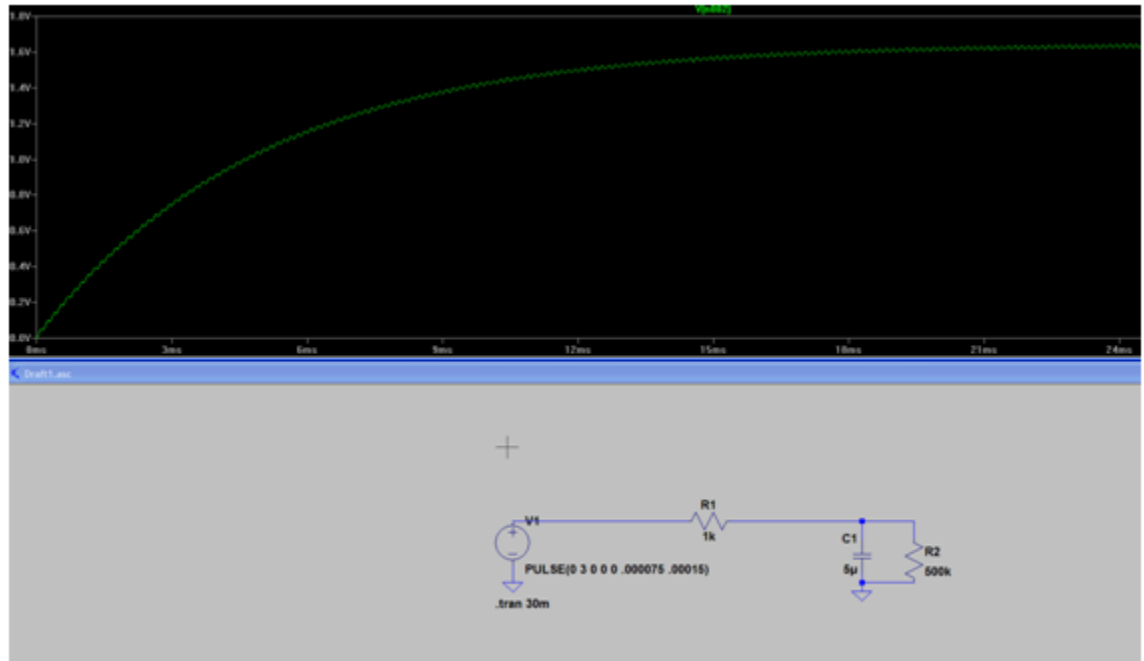 V[n002]
1.8V
1.6V
1.4V
1.2V
1.0V
0.8V
0.6V
0.4V
0.2V
0.0V
0ms 3ms 6ms 9ms 12ms 15ms 18ms 21ms 24ms
Draft1.asc
R1
V1
1k
C1
R2
PULSE(0 3 0 0 0 .000075 .00015)
5µ
500k
.tran 30m